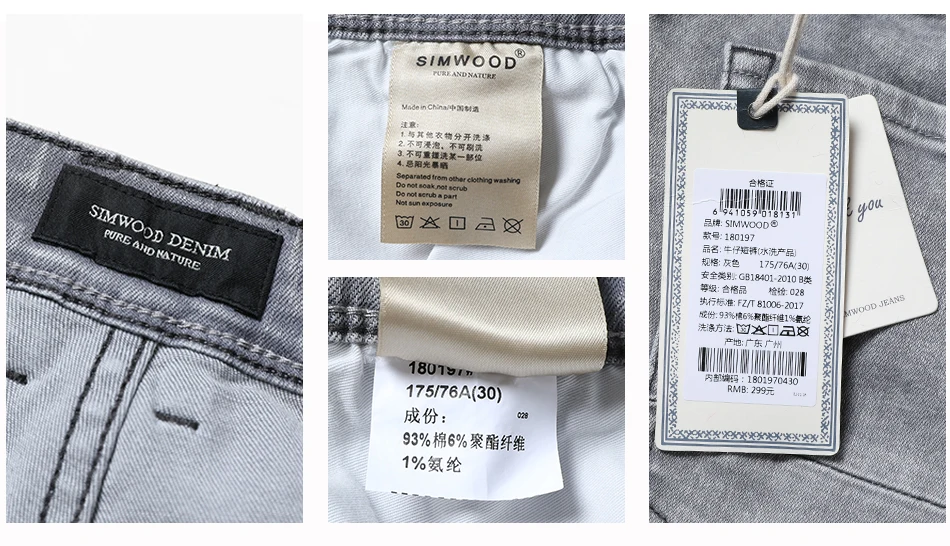 SIMWOOD DENIM
PURE AND NATURE
SIMWOOD®
PURE AND NATURE
Made in China/中国制造
注意:
1.与其他衣物分开洗涤
2.不可浸泡，不可刷洗
3.不可重搓洗某一部位
4.忌阳光暴晒
Separated from other clothing washing
Do not soak,not scrub
Do not scrub a part
Not sun exposure
30
180197#
175/76A(30)
成份:
028
93%棉6%聚酯纤维
1%氨纶
合格证
6 941059 018131
品牌: SIMWOOD®
款号: 180197
品名: 牛仔短裤(水洗产品)
规格: 灰色 175/76A(30)
安全类别: GB18401-2010 B类
等级: 合格品 检验: 028
执行标准: FZ/T 81006-2017
成份: 93%棉6%聚酯纤维1%氨纶
洗涤方法:
产地: 广东 广州
内部编码: 1801970430
RMB: 299元
you
MWOOD JEANS